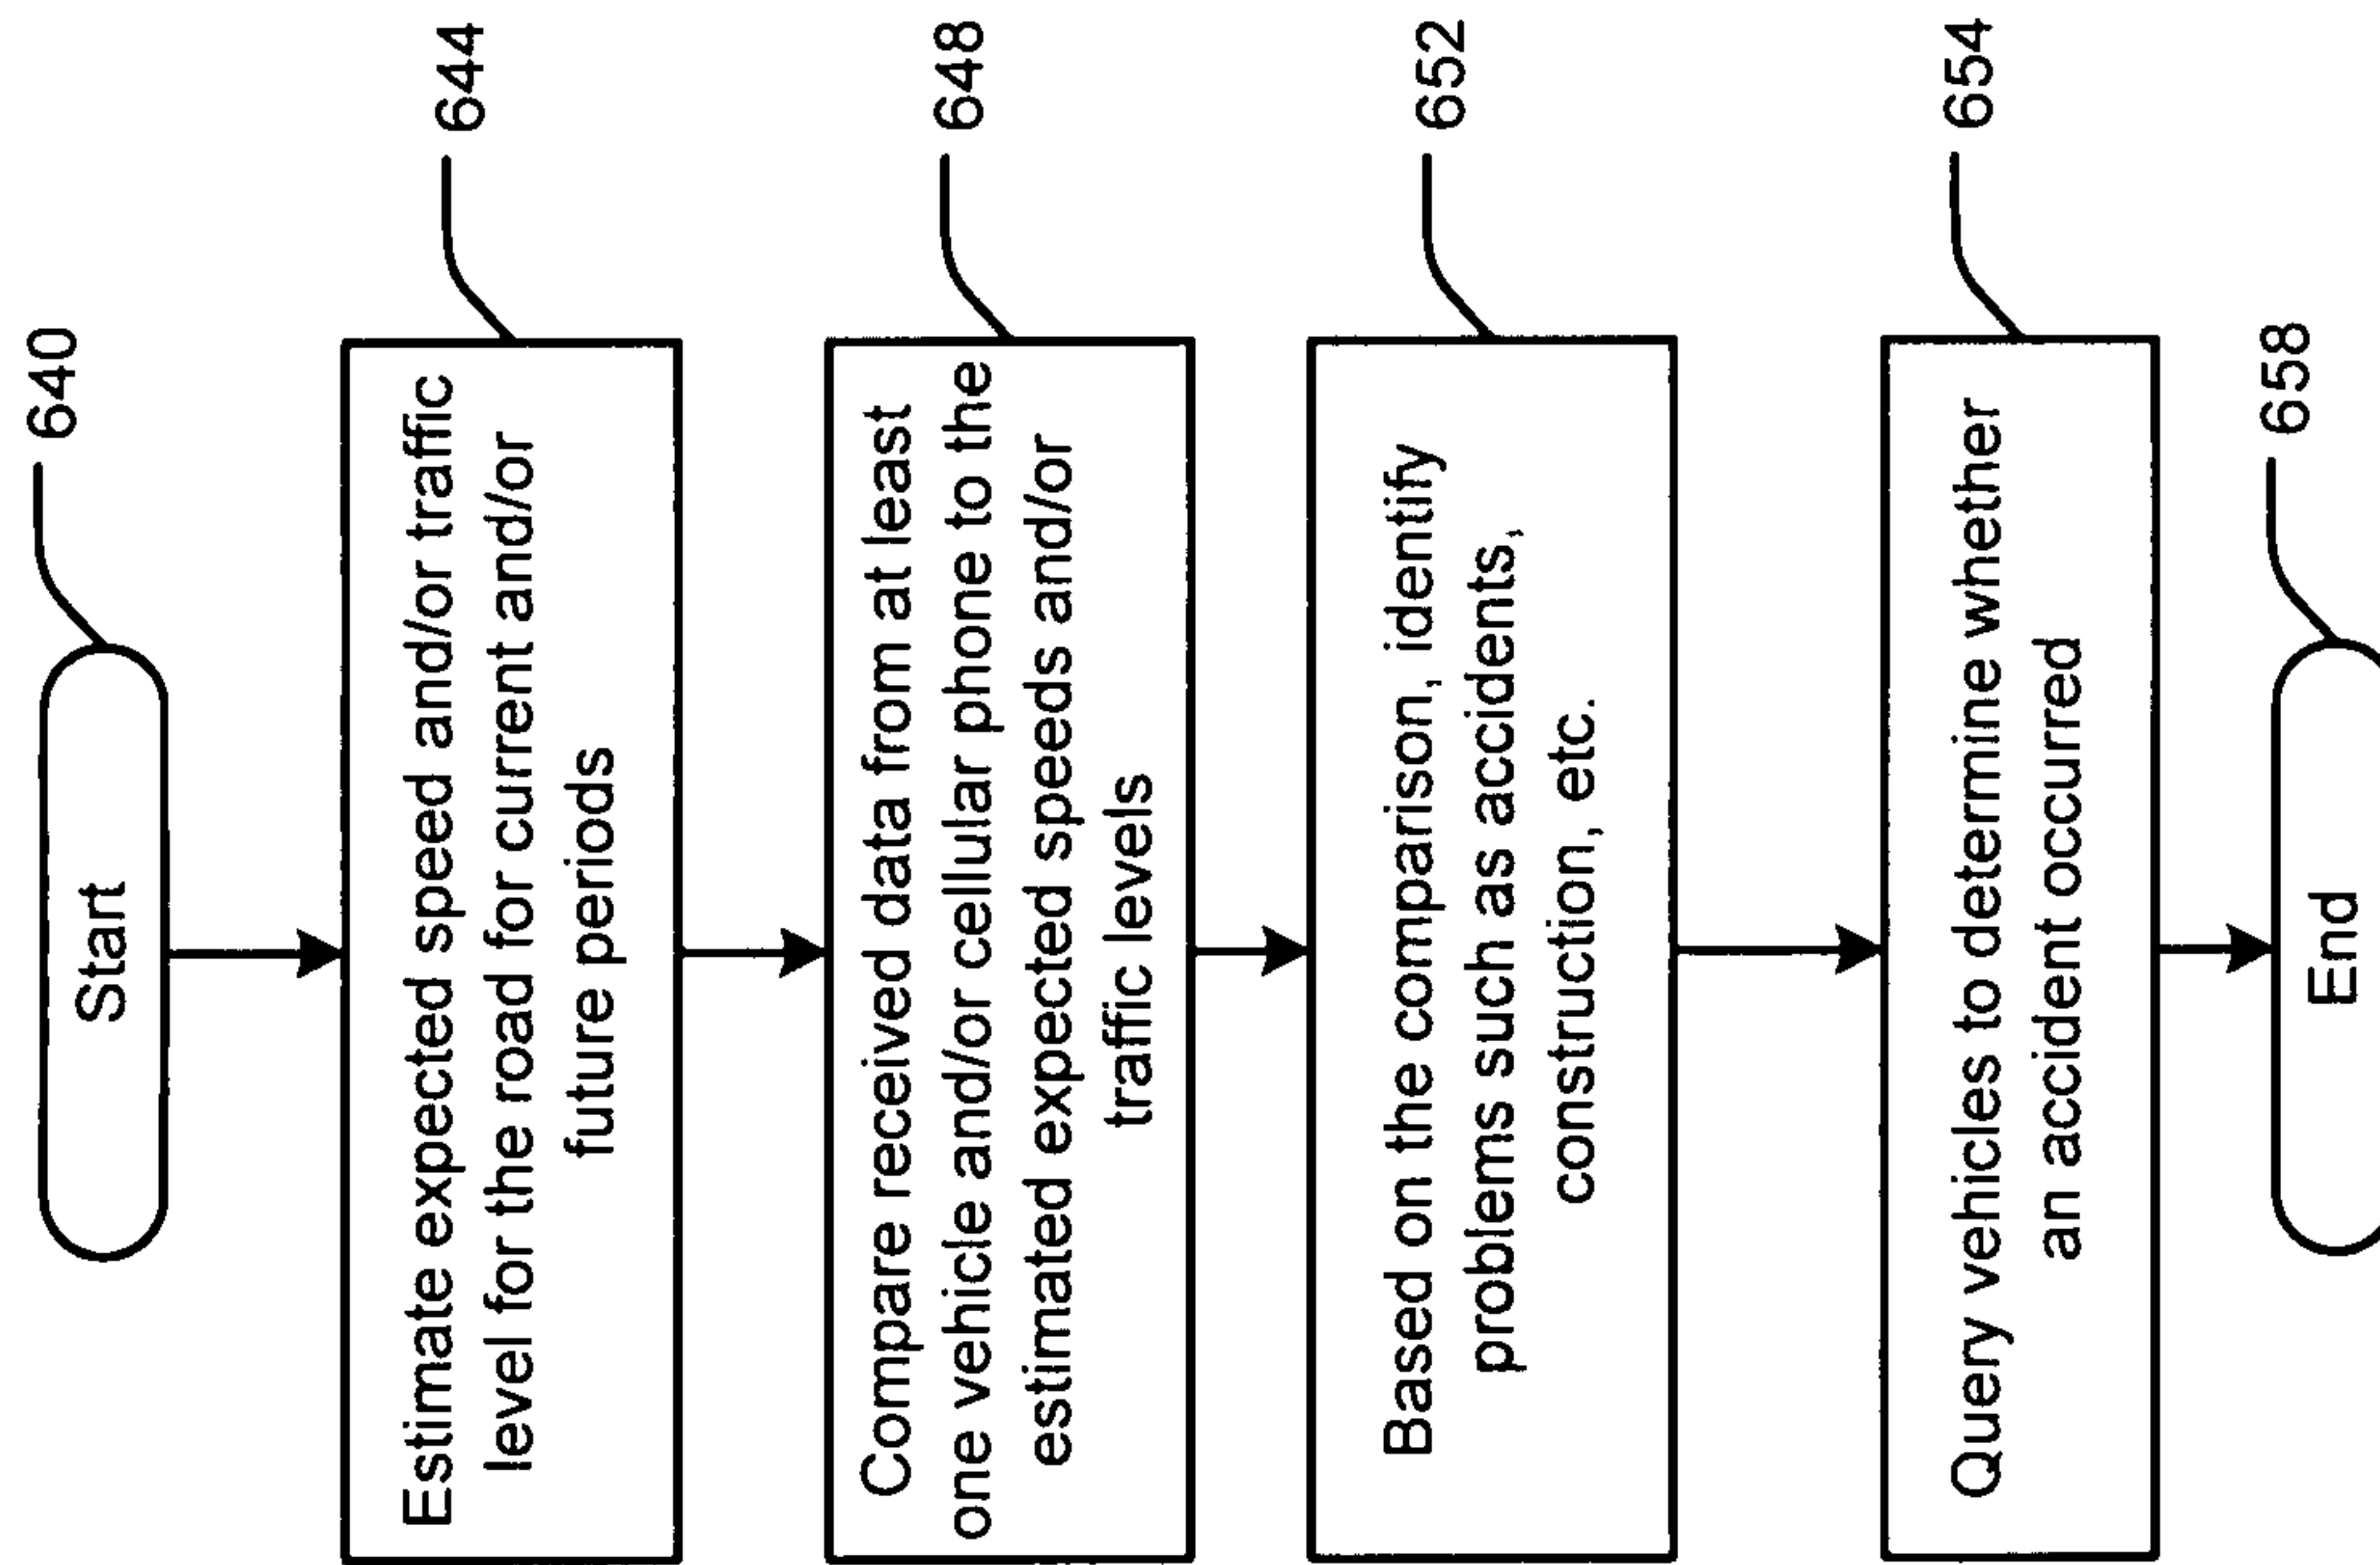 640
Start
644
Estimate expected speed and/or traffic
level for the road for current and/or
future periods
648
Compare received data from at least
one vehicle and/or cellular phone to the
estimated expected speeds and/or
traffic levels
652
Based on the comparison, identify
problems such as accidents,
construction, etc.
654
Query vehicles to determine whether
an accident occurred
658
End